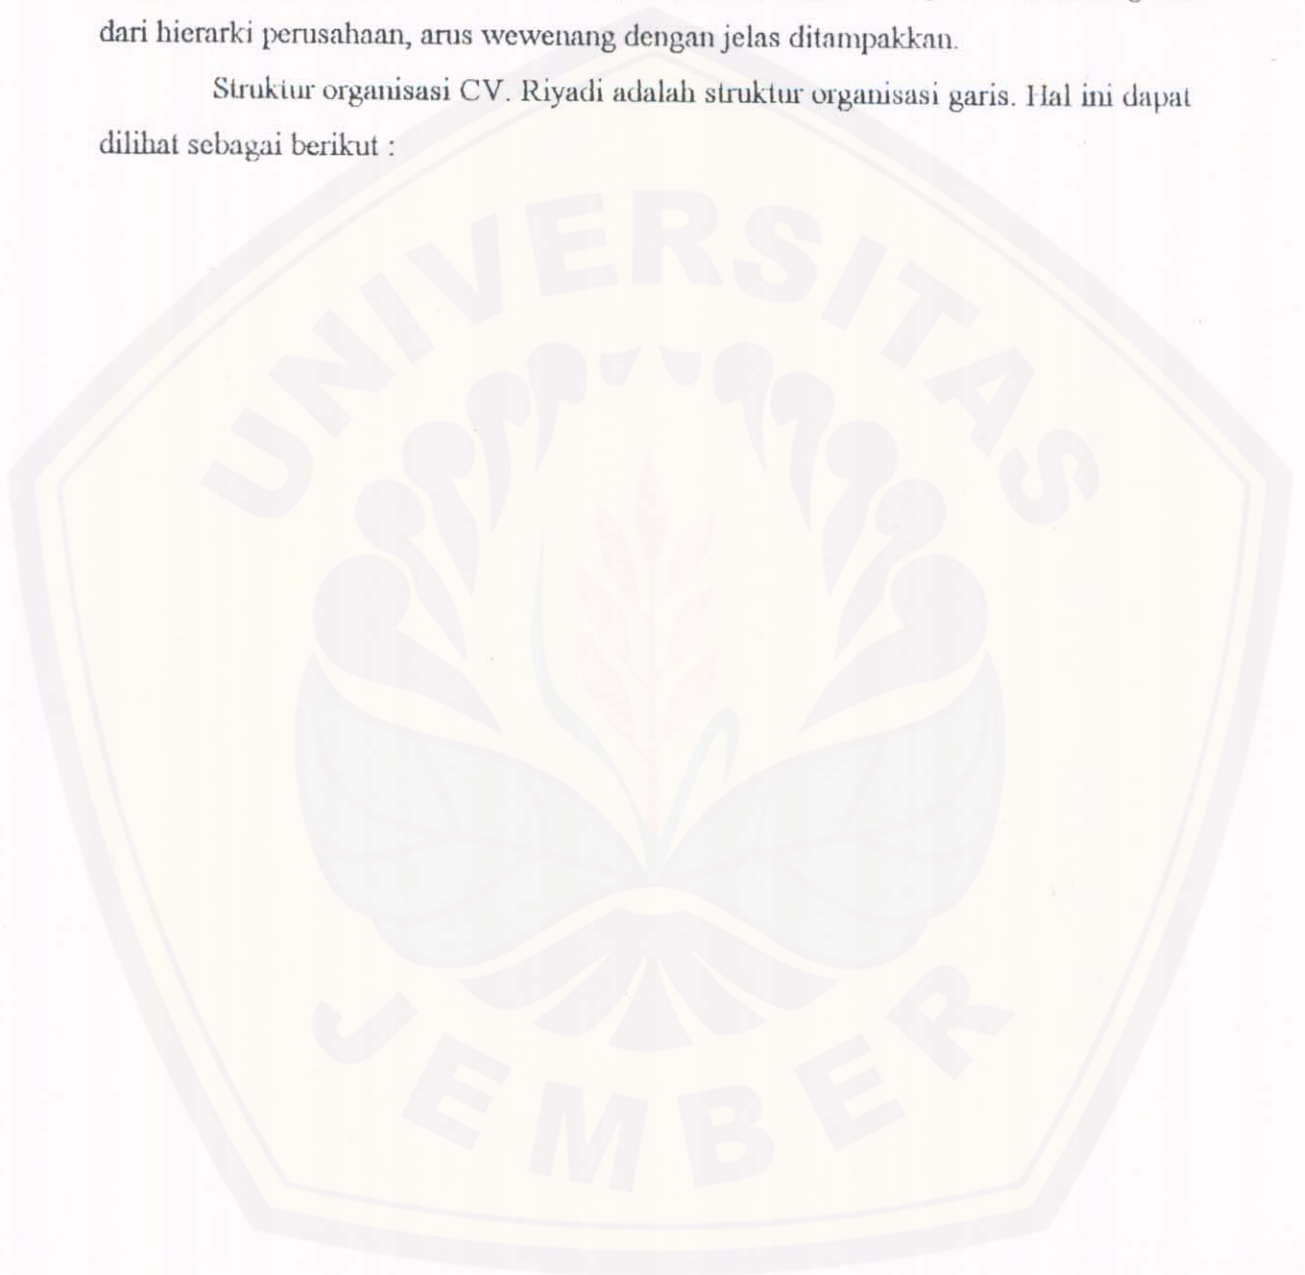 dari hierarki perusahaan, arus wewenang dengan jelas ditampakkan.
Struktur organisasi CV. Riyadi adalah struktur organisasi garis. Hal ini dapat
dilihat sebagai berikut :
UNIVERSITAS
JEMBER